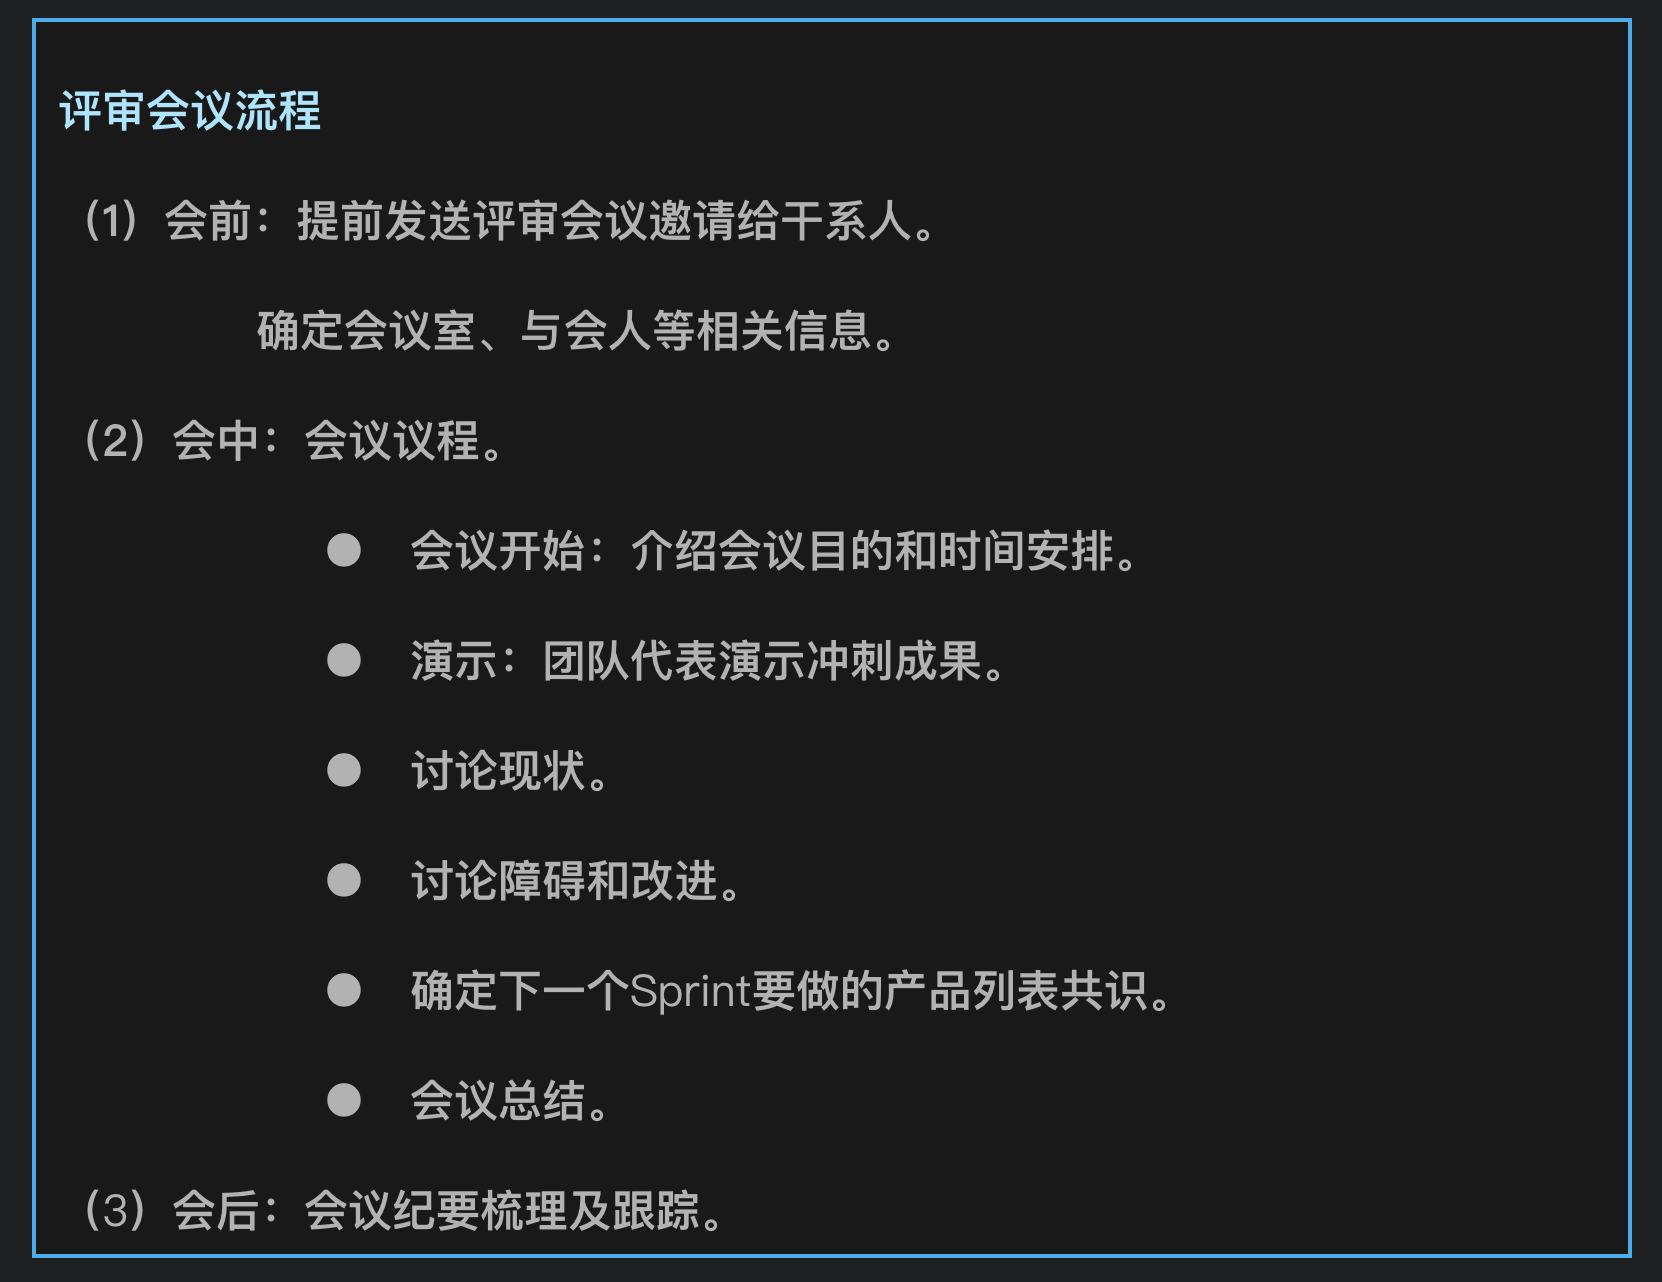 评审会议流程
（1）会前：提前发送评审会议邀请给干系人。
确定会议室、与会人等相关信息。
（2）会中：会议议程。
● 会议开始：介绍会议目的和时间安排。
● 演示：团队代表演示冲刺成果。
● 讨论现状。
● 讨论障碍和改进。
● 确定下一个Sprint要做的产品列表共识。
● 会议总结。
（3）会后：会议纪要梳理及跟踪。